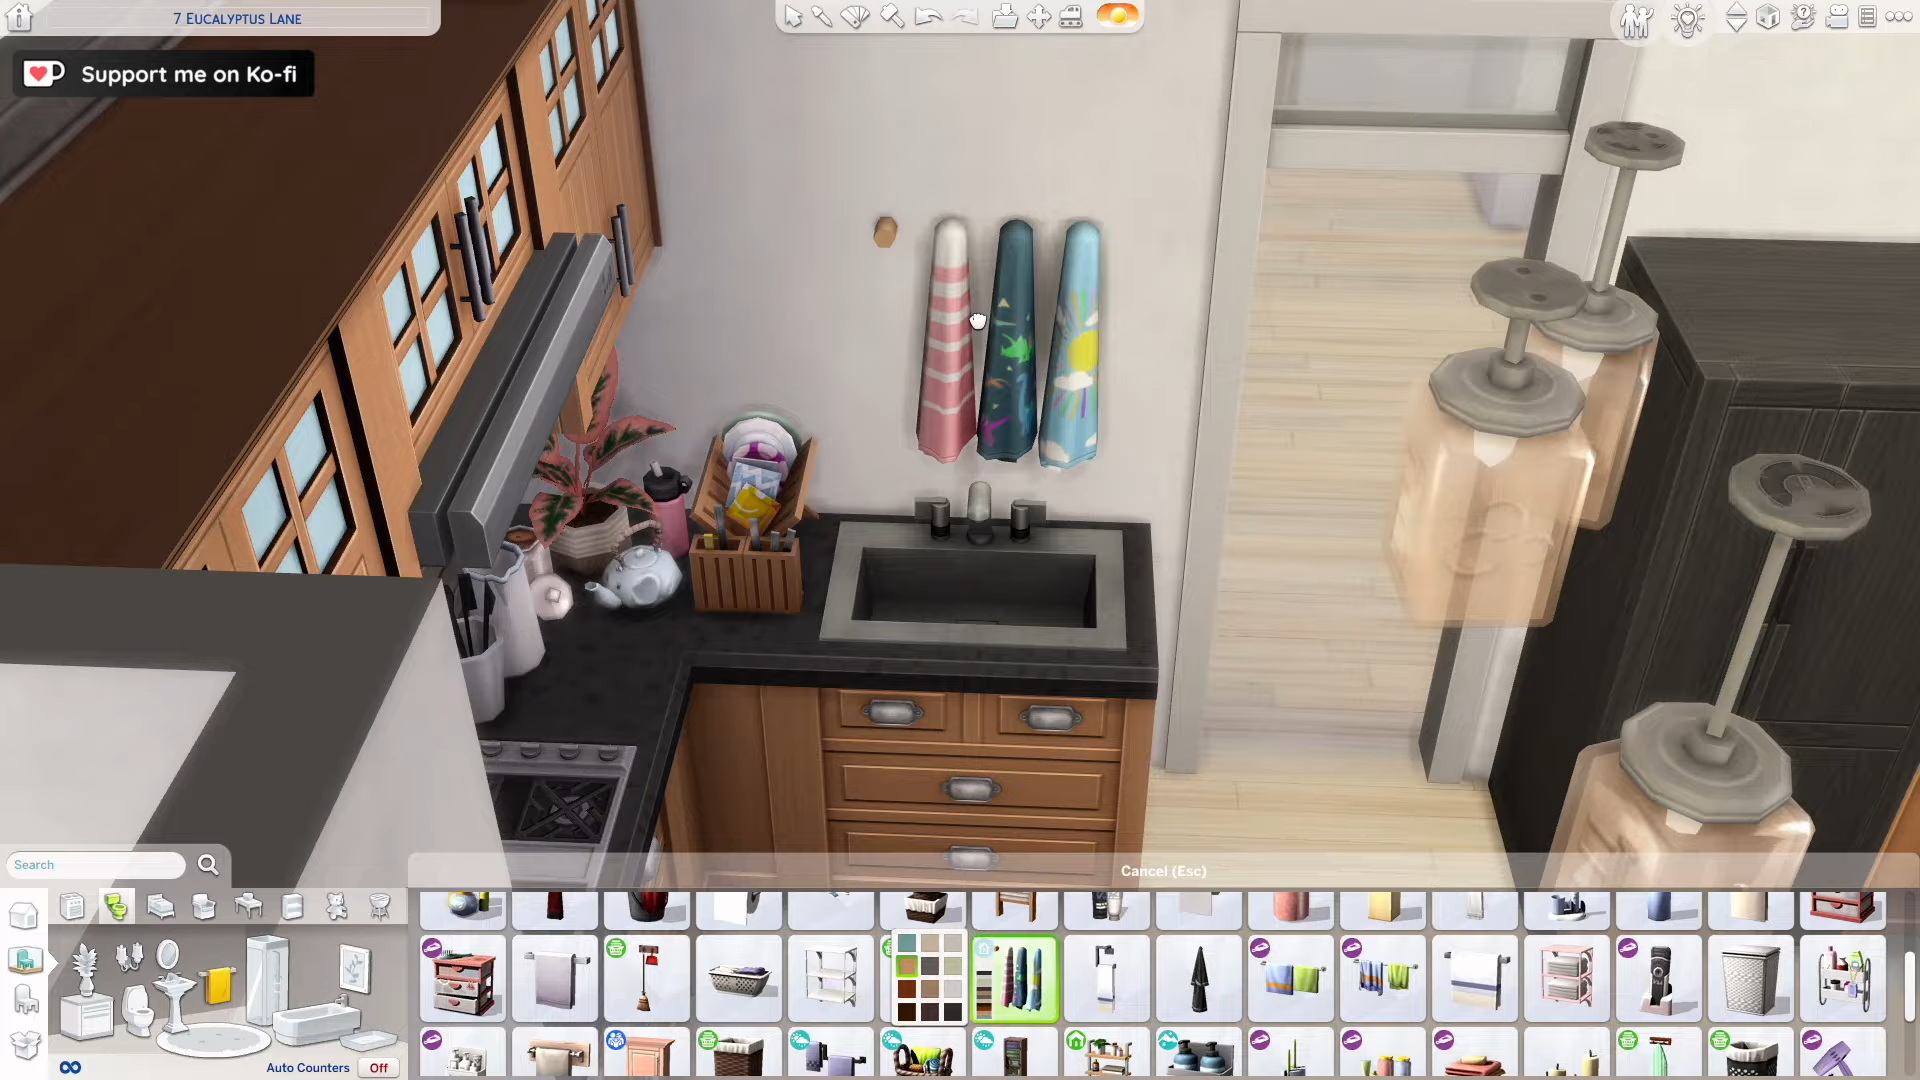 7 EUCALYPTUS LANE
Support me on Ko-fi
Search
Cancel (Esc)
Auto Counters
Off